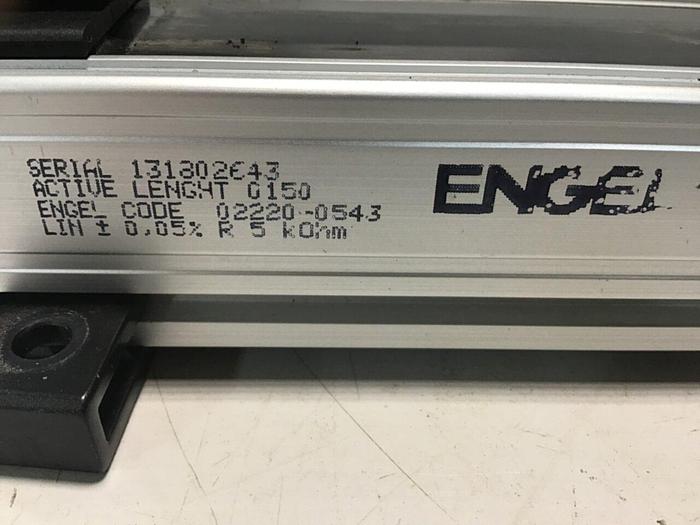 SERIAL 131302643
ACTIVE LENGHT 0150
ENGEL CODE 02220-0543
LIN ± 0,05% R 5 kOhm
ENGEL